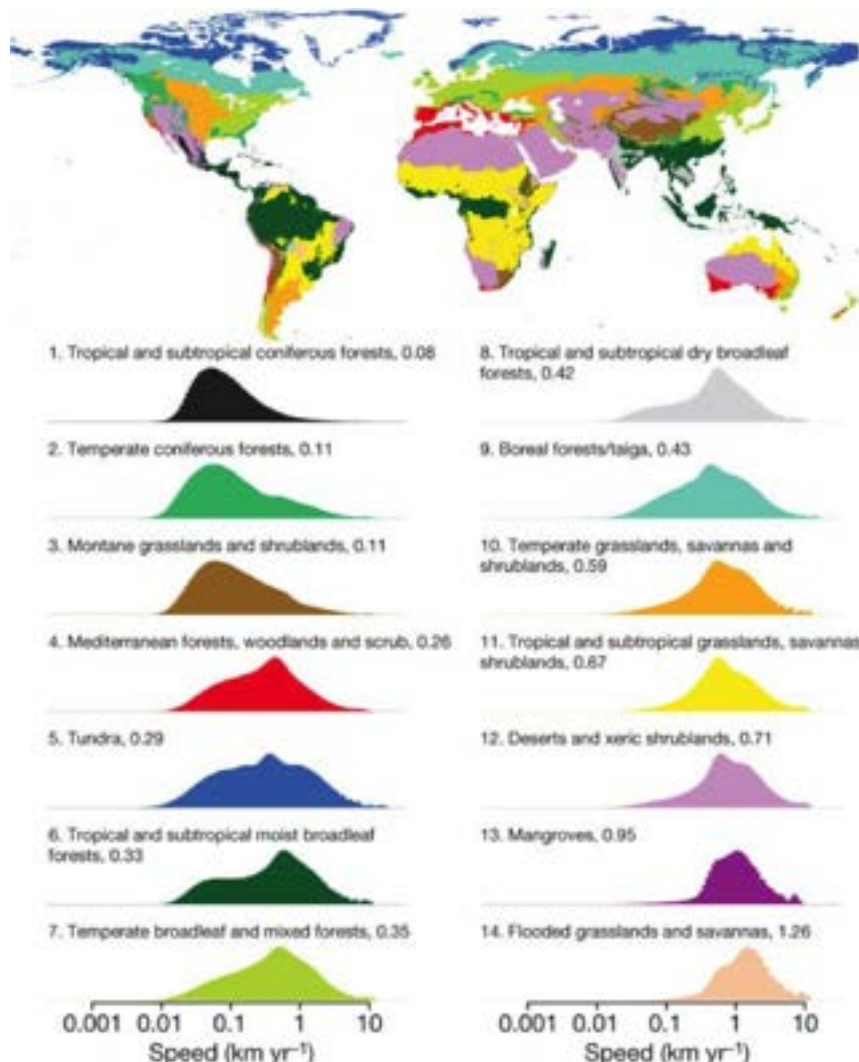 1. Tropical and subtropical coniferous forests, 0.08
2. Temperate coniferous forests, 0.11
3. Montane grasslands and shrublands, 0.11
4. Mediterranean forests, woodlands and scrub, 0.26
5. Tundra, 0.29
6. Tropical and subtropical moist broadleaf
forests, 0.33
7. Temperate broadleaf and mixed forests, 0.35
0.001 0.01 0.1 1 10
Speed (km yr⁻¹)
8. Tropical and subtropical dry broadleaf
forests, 0.42
9. Boreal forests/taiga, 0.43
10. Temperate grasslands, savannas and
shrublands, 0.59
11. Tropical and subtropical grasslands, savannas
shrublands, 0.67
12. Deserts and xeric shrublands, 0.71
13. Mangroves, 0.95
14. Flooded grasslands and savannas, 1.26
0.001 0.01 0.1 1 10
Speed (km yr⁻¹)